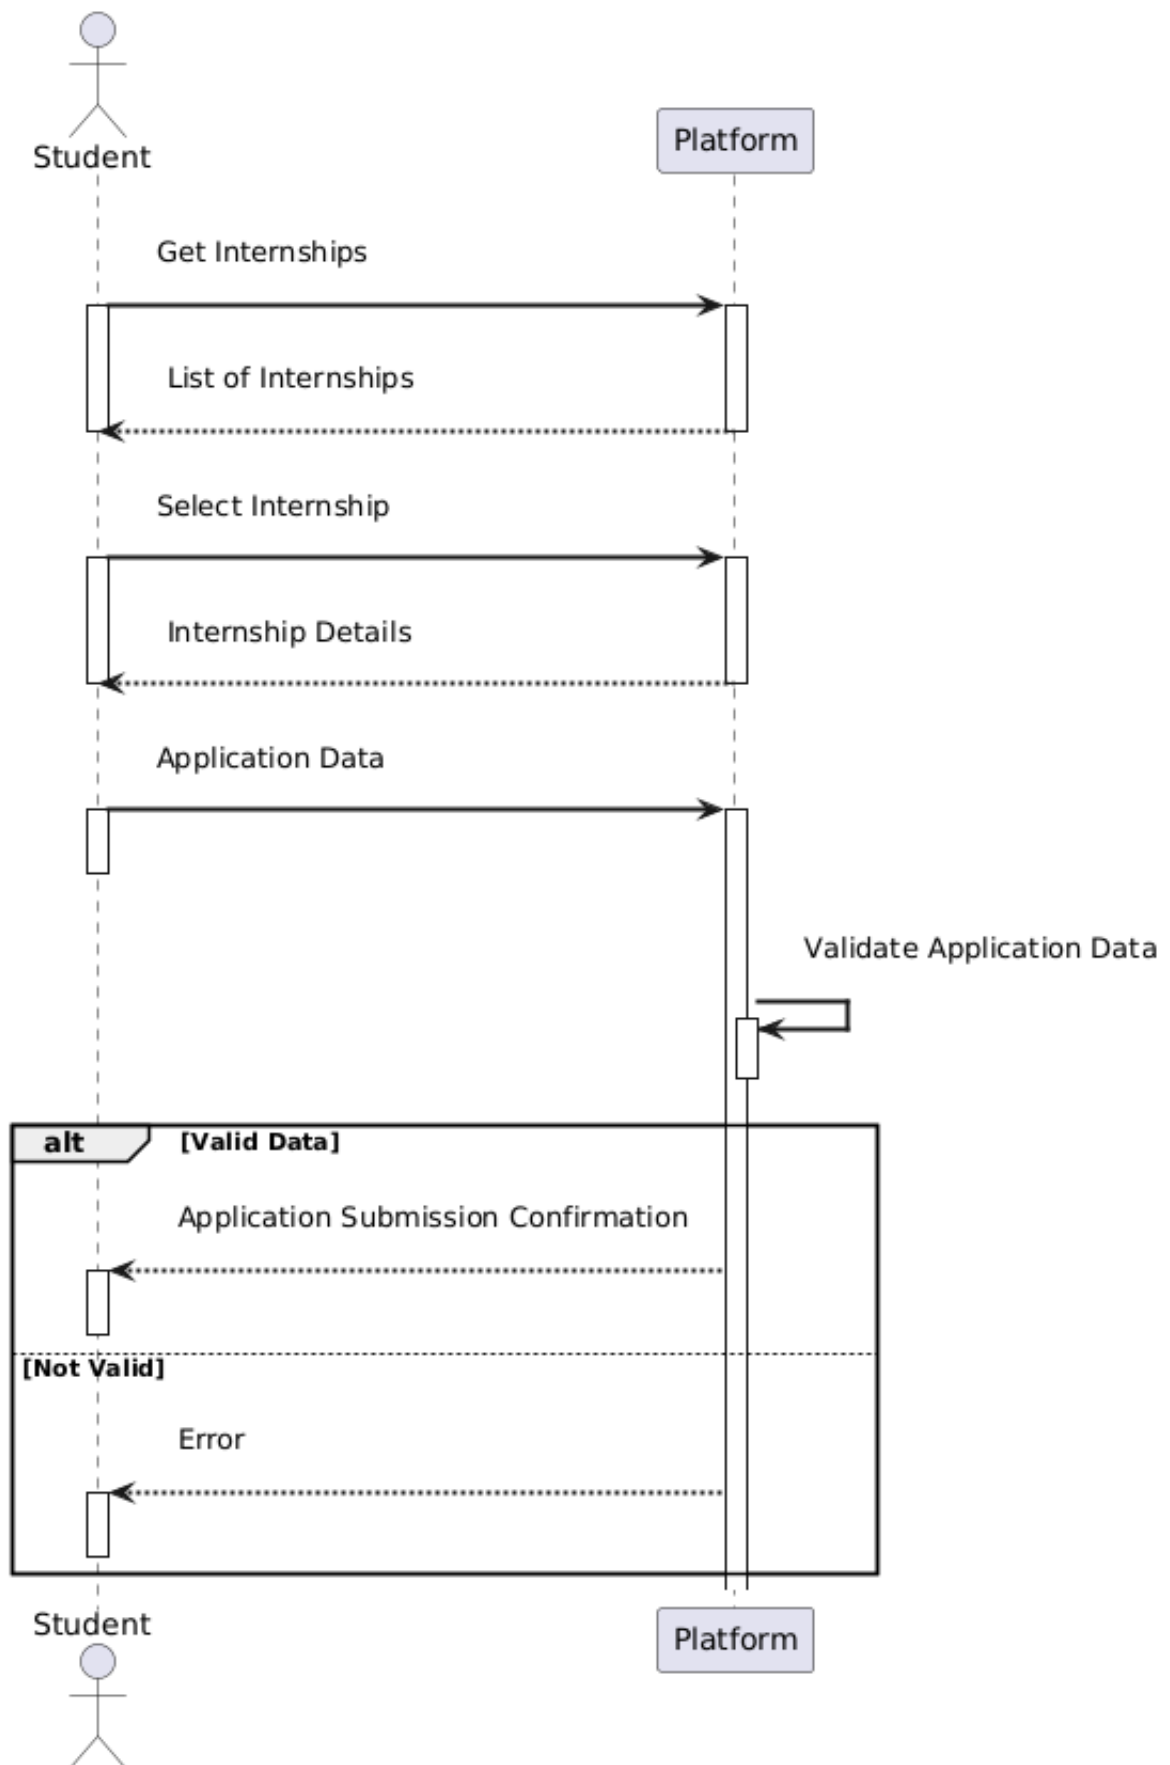 Student
Platform
Get Internships
List of Internships
Select Internship
Internship Details
Application Data
Validate Application Data
alt [Valid Data]
Application Submission Confirmation
[Not Valid]
Error
Student
Platform